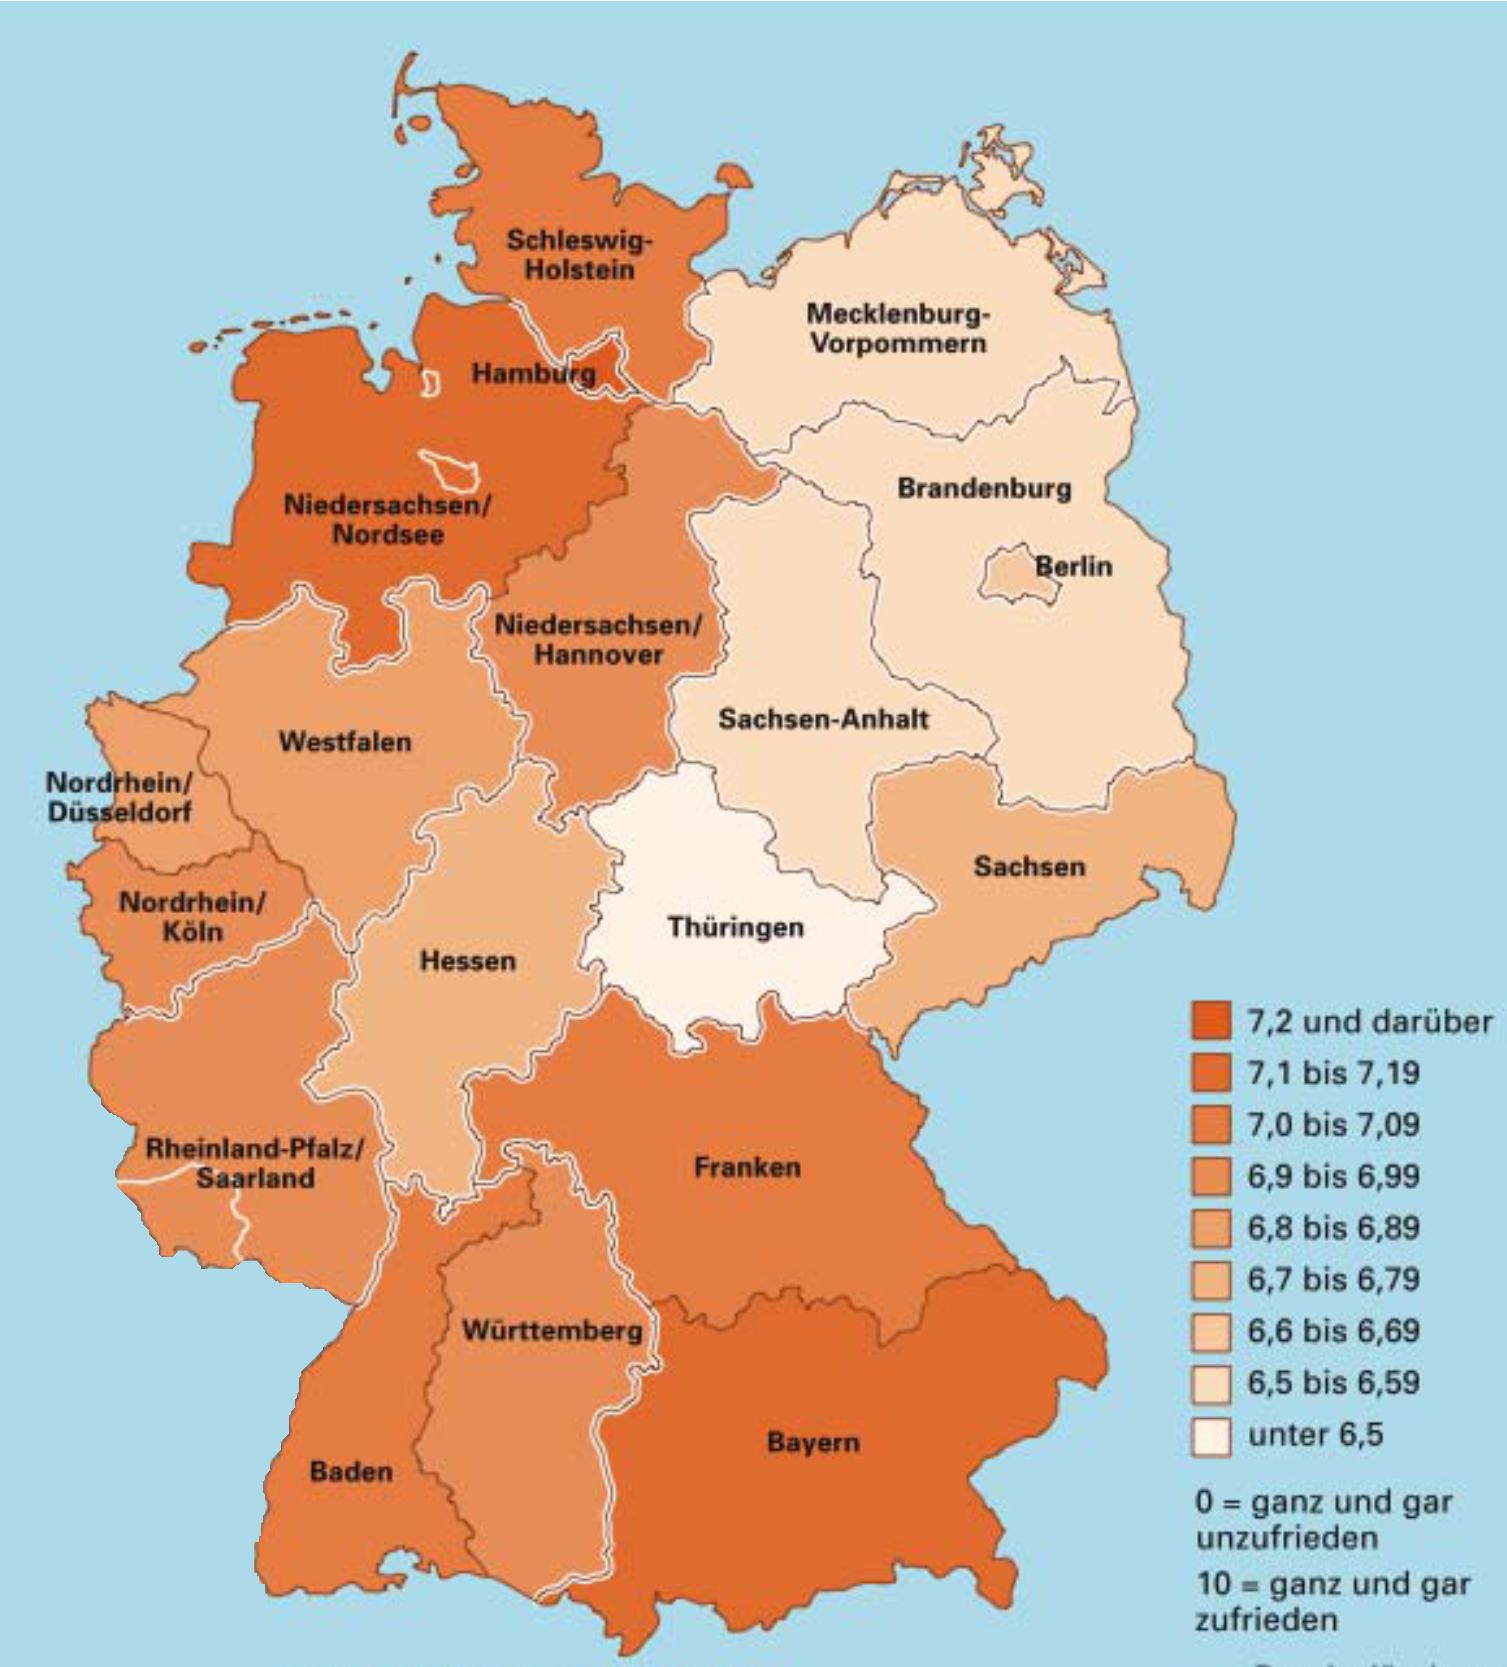 Schleswig-
Holstein
Mecklenburg-
Vorpommern
Hamburg
Brandenburg
Niedersachsen/
Nordsee
Berlin
Niedersachsen/
Hannover
Sachsen-Anhalt
Westfalen
Nordrhein/
Düsseldorf
Sachsen
Nordrhein/
Köln
Thüringen
Hessen
Rheinland-Pfalz/
Saarland
Franken
Württemberg
Bayern
Baden
7,2 und darüber
7,1 bis 7,19
7,0 bis 7,09
6,9 bis 6,99
6,8 bis 6,89
6,7 bis 6,79
6,6 bis 6,69
6,5 bis 6,59
unter 6,5
0 = ganz und gar
unzufrieden
10 = ganz und gar
zufrieden